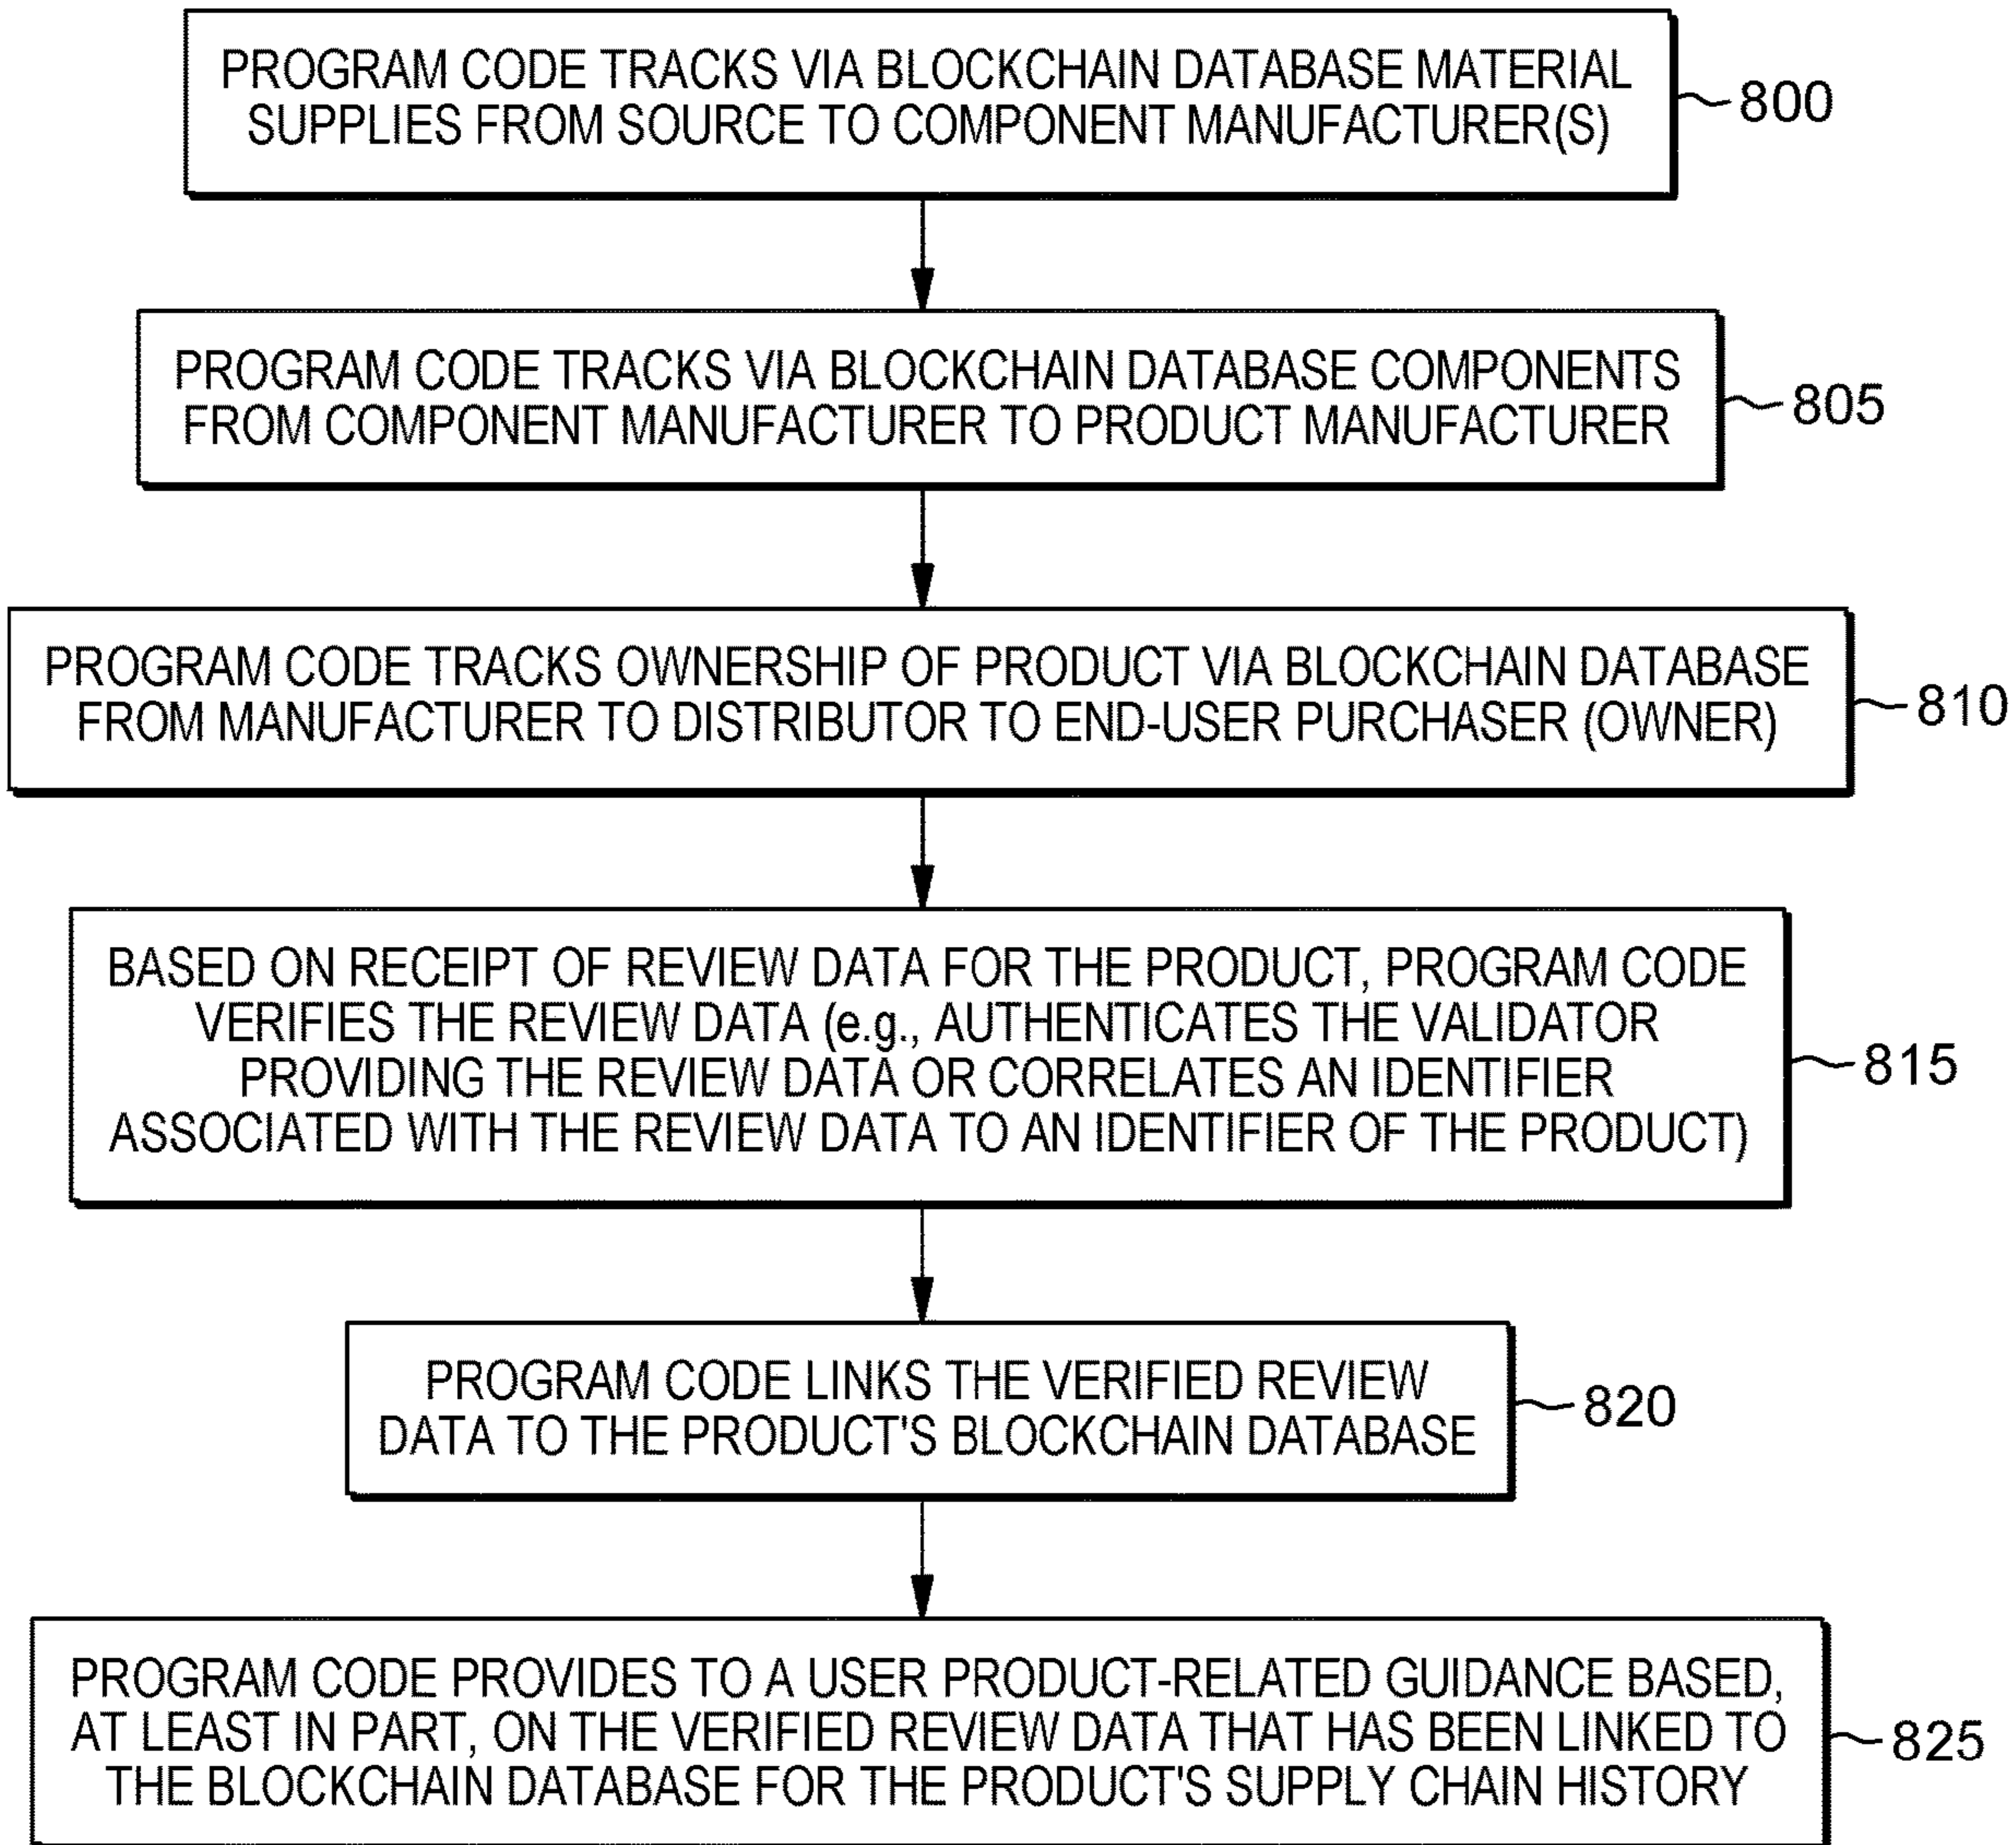 PROGRAM CODE TRACKS VIA BLOCKCHAIN DATABASE MATERIAL
SUPPLIES FROM SOURCE TO COMPONENT MANUFACTURER(S)
800
PROGRAM CODE TRACKS VIA BLOCKCHAIN DATABASE COMPONENTS
FROM COMPONENT MANUFACTURER TO PRODUCT MANUFACTURER
805
PROGRAM CODE TRACKS OWNERSHIP OF PRODUCT VIA BLOCKCHAIN DATABASE
FROM MANUFACTURER TO DISTRIBUTOR TO END-USER PURCHASER (OWNER)
810
BASED ON RECEIPT OF REVIEW DATA FOR THE PRODUCT, PROGRAM CODE
VERIFIES THE REVIEW DATA (e.g., AUTHENTICATES THE VALIDATOR
PROVIDING THE REVIEW DATA OR CORRELATES AN IDENTIFIER
ASSOCIATED WITH THE REVIEW DATA TO AN IDENTIFIER OF THE PRODUCT)
815
PROGRAM CODE LINKS THE VERIFIED REVIEW
DATA TO THE PRODUCT'S BLOCKCHAIN DATABASE
820
PROGRAM CODE PROVIDES TO A USER PRODUCT-RELATED GUIDANCE BASED,
AT LEAST IN PART, ON THE VERIFIED REVIEW DATA THAT HAS BEEN LINKED TO
THE BLOCKCHAIN DATABASE FOR THE PRODUCT'S SUPPLY CHAIN HISTORY
825